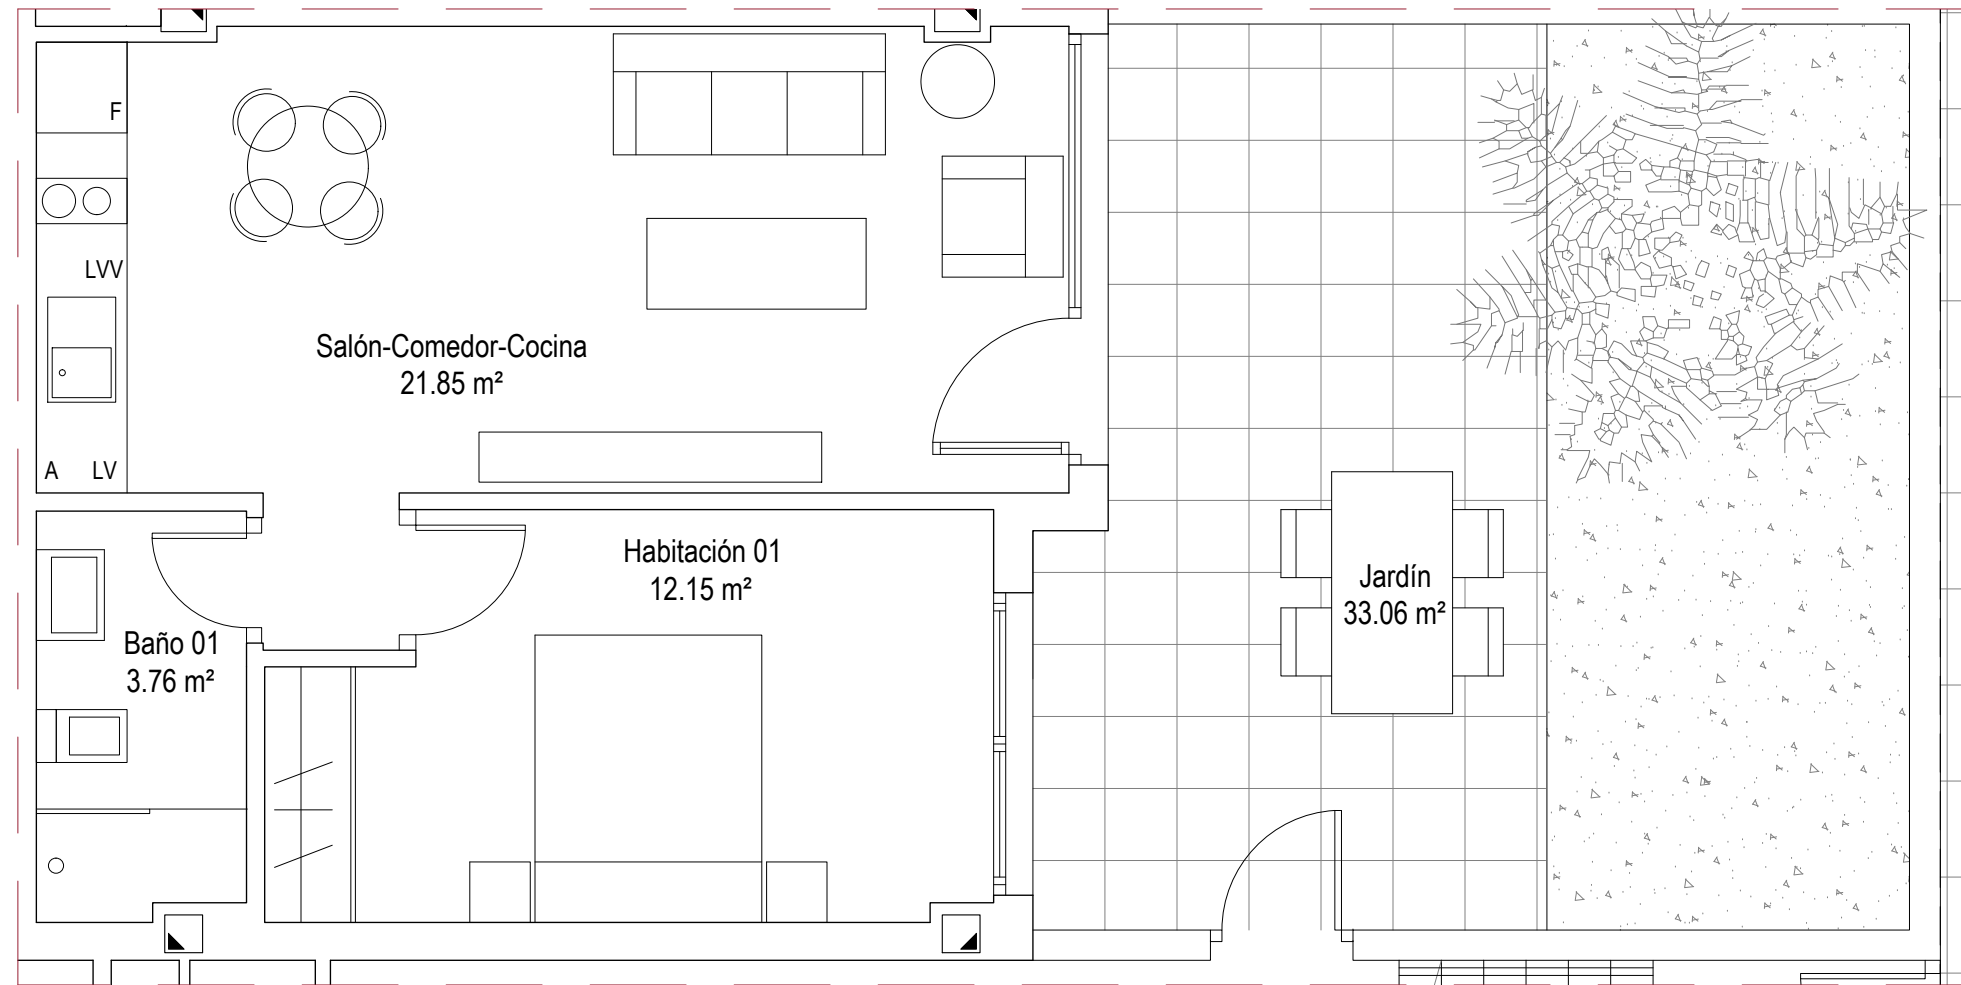 F
LVV
Salón-Comedor-Cocina
21.85 m²
A LV
Habitación 01
12.15 m²
Jardín
33.06 m²
Baño 01
3.76 m²